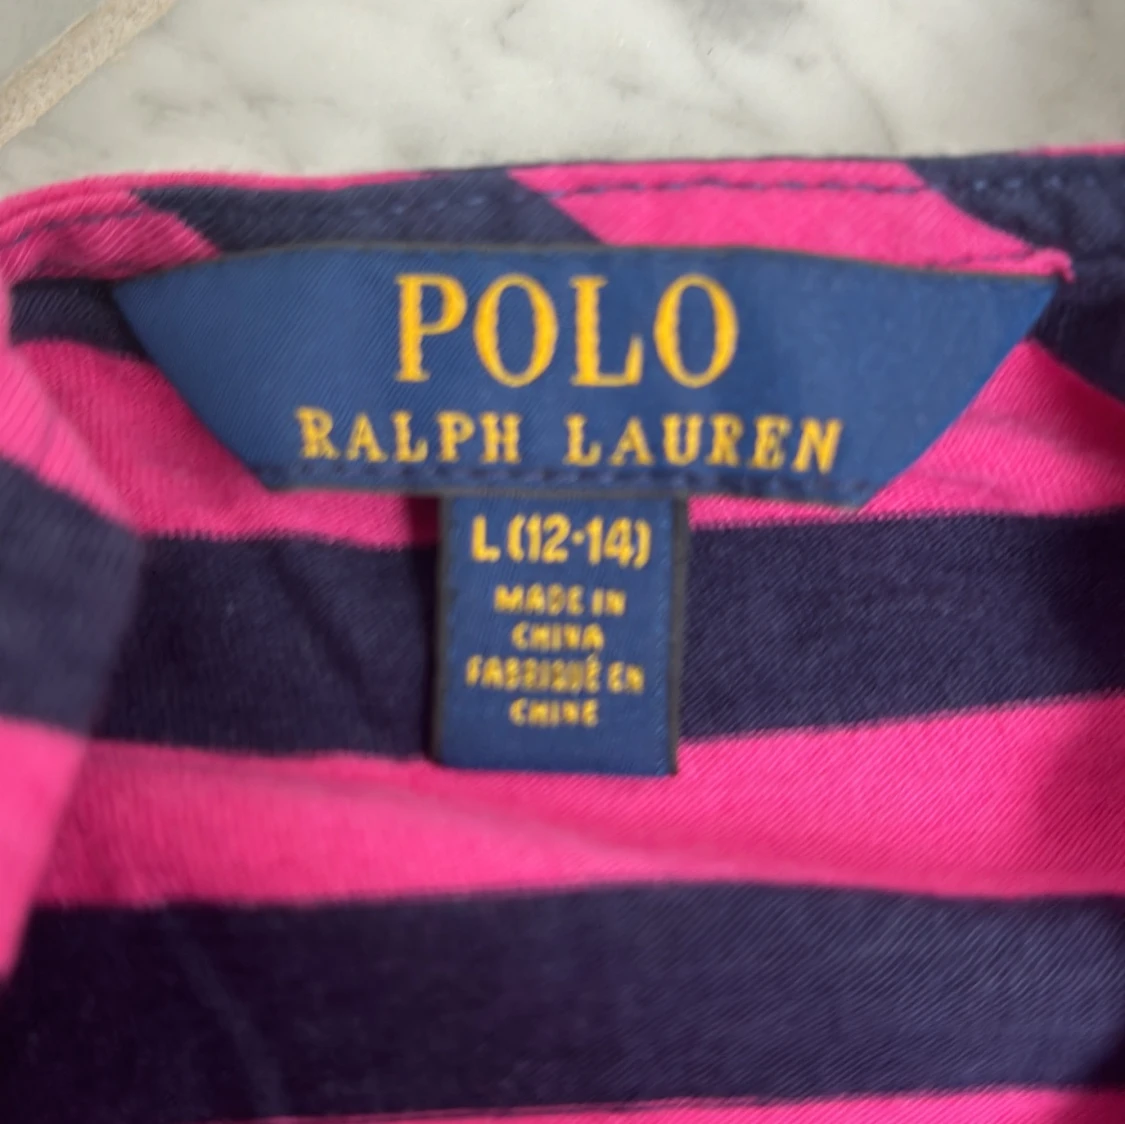 POLO
RALPH LAUREN
L (12-14)
MADE IN
CHINA
FABRIQUÉ EN
CHINE